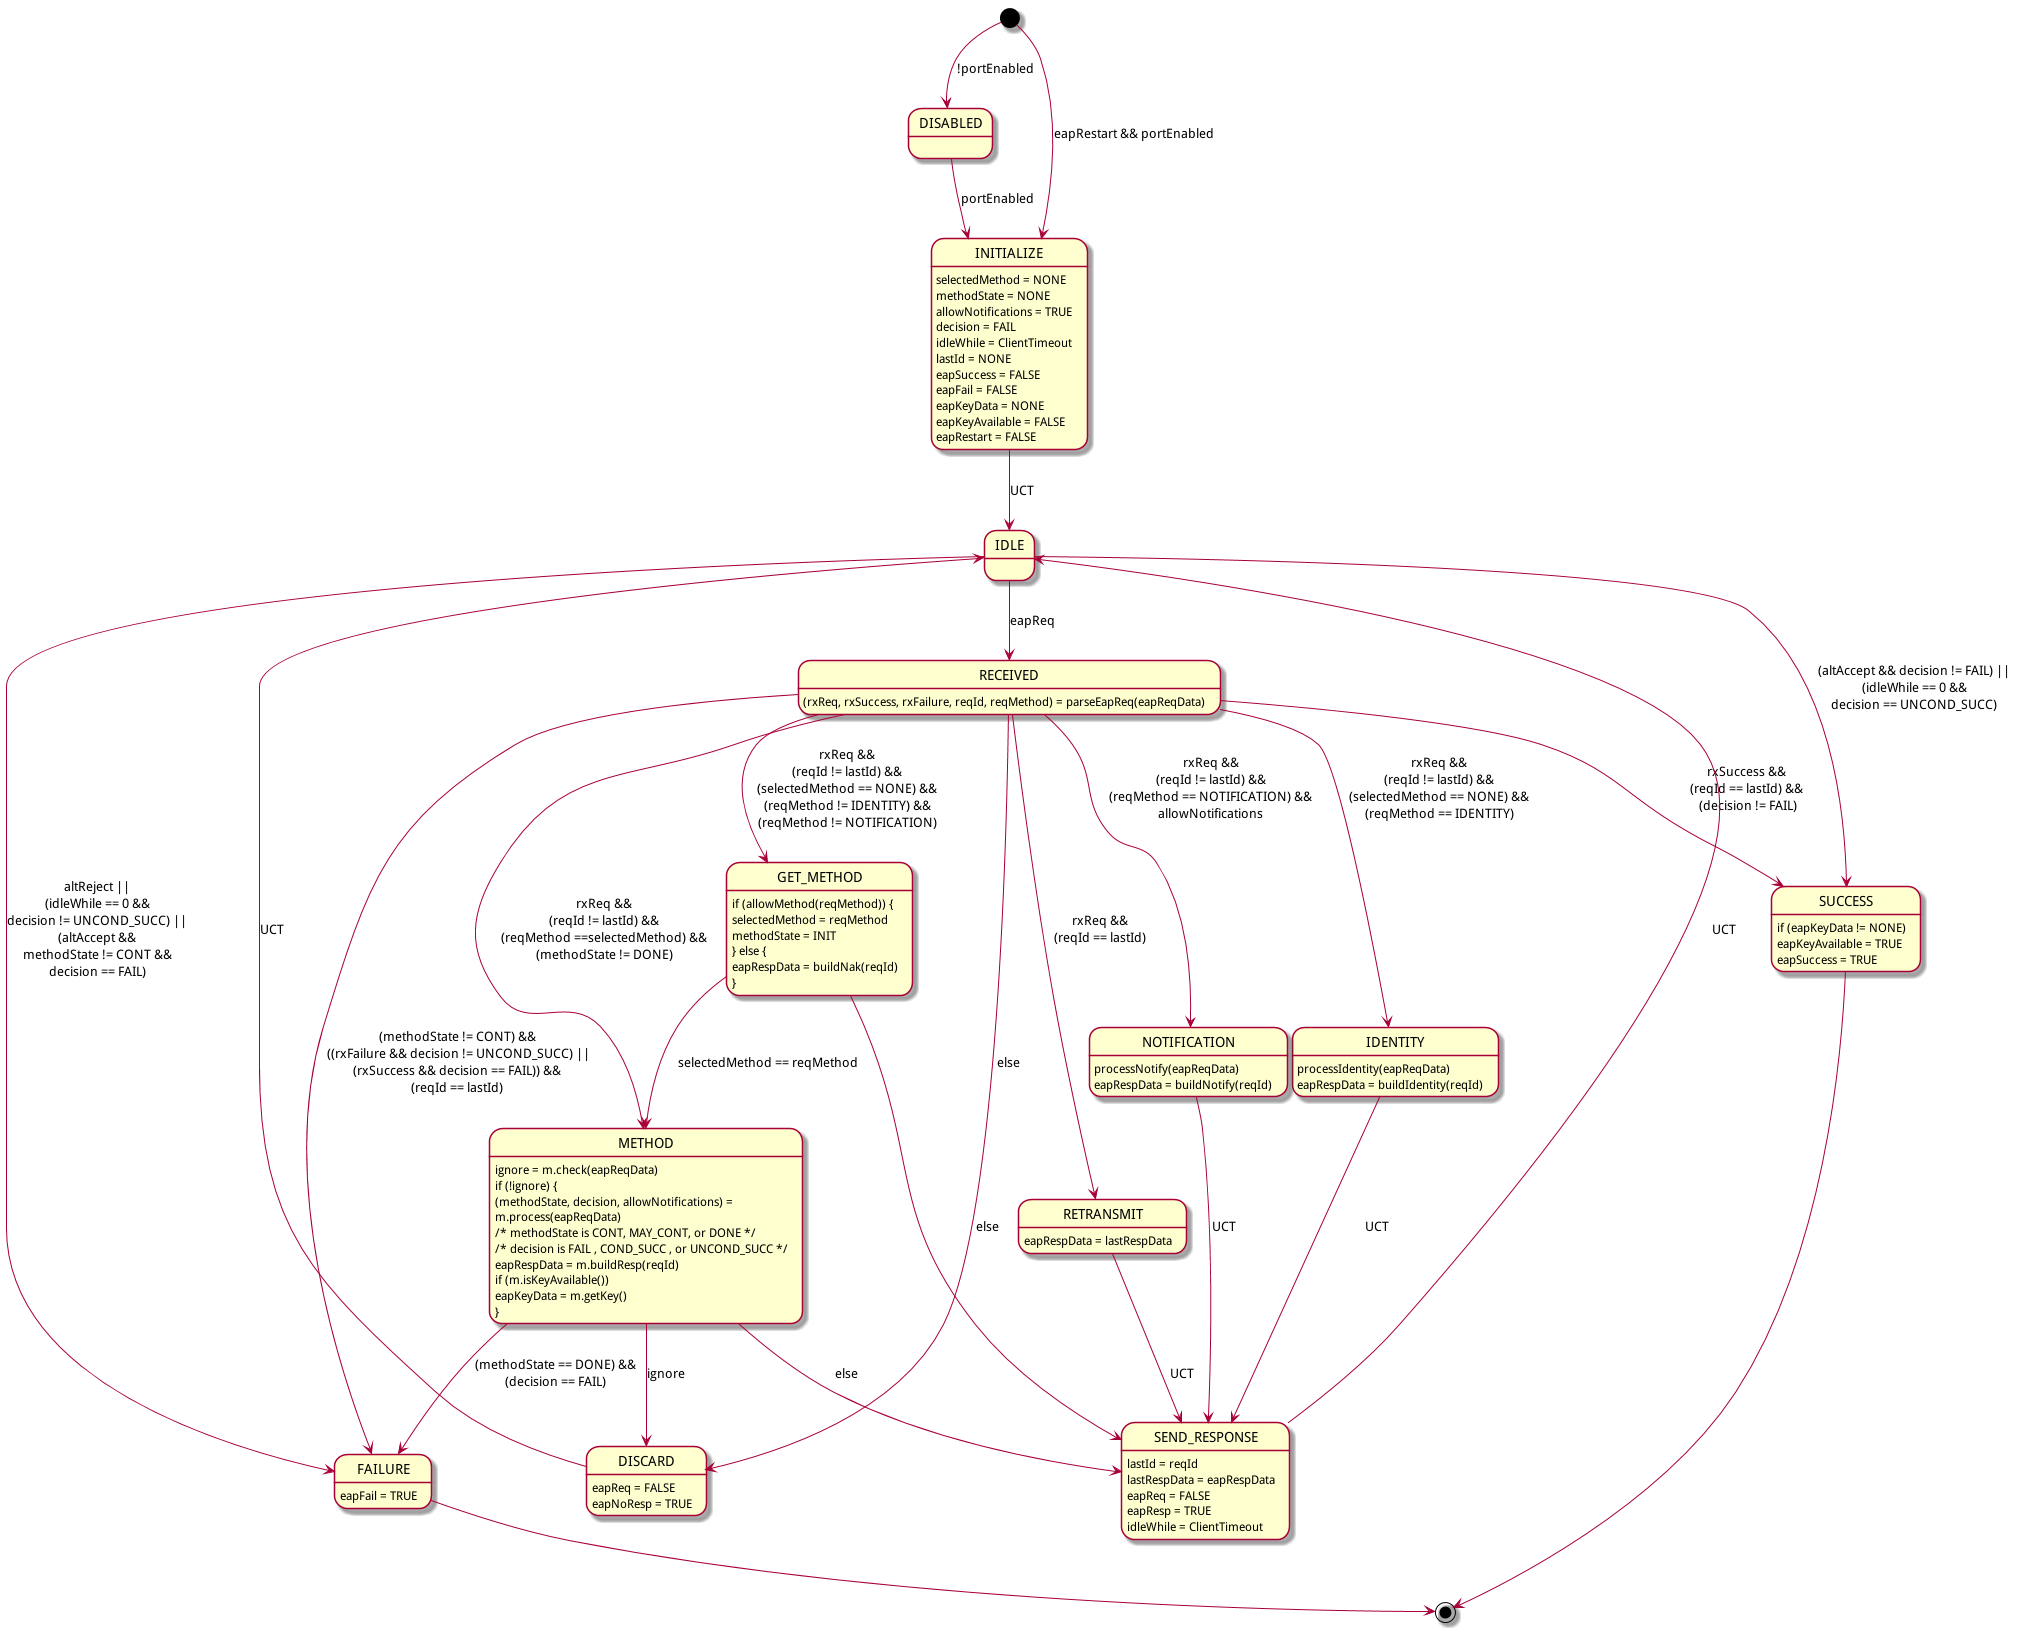 !portEnabled
DISABLED
eapRestart && portEnabled
portEnabled
INITIALIZE
selectedMethod = NONE
methodState = NONE
allowNotifications = TRUE
decision = FAIL
idleWhile = ClientTimeout
lastId = NONE
eapSuccess = FALSE
eapFail = FALSE
eapKeyData = NONE
eapKeyAvailable = FALSE
eapRestart = FALSE
UCT
IDLE
eapReq
RECEIVED
(rxReq, rxSuccess, rxFailure, reqId, reqMethod) = parseEapReq(eapReqData)
(altAccept && decision != FAIL) ||
(idleWhile == 0 &&
decision == UNCOND_SUCC)
rxReq &&
(reqId != lastId) &&
(selectedMethod == NONE) &&
(reqMethod != IDENTITY) &&
(reqMethod != NOTIFICATION)
rxReq &&
(reqId != lastId) &&
(reqMethod == NOTIFICATION) &&
allowNotifications
rxReq &&
(reqId != lastId) &&
(selectedMethod == NONE) &&
(reqMethod == IDENTITY)
rxSuccess &&
(reqId == lastId) &&
(decision != FAIL)
altReject ||
(idleWhile == 0 &&
decision != UNCOND_SUCC) ||
(altAccept &&
methodState != CONT &&
decision == FAIL)
UCT
rxReq &&
(reqId != lastId) &&
(reqMethod ==selectedMethod) &&
(methodState != DONE)
GET_METHOD
if (allowMethod(reqMethod)) {
selectedMethod = reqMethod
methodState = INIT
} else {
eapRespData = buildNak(reqId)
}
rxReq &&
(reqId == lastId)
UCT
SUCCESS
if (eapKeyData != NONE)
eapKeyAvailable = TRUE
eapSuccess = TRUE
(methodState != CONT) &&
((rxFailure && decision != UNCOND_SUCC) ||
(rxSuccess && decision == FAIL)) &&
(reqId == lastId)
selectedMethod == reqMethod
else
NOTIFICATION
processNotify(eapReqData)
eapRespData = buildNotify(reqId)
IDENTITY
processIdentity(eapReqData)
eapRespData = buildIdentity(reqId)
METHOD
ignore = m.check(eapReqData)
if (!ignore) {
(methodState, decision, allowNotifications) =
m.process(eapReqData)
/* methodState is CONT, MAY_CONT, or DONE */
/* decision is FAIL , COND_SUCC , or UNCOND_SUCC */
eapRespData = m.buildResp(reqId)
if (m.isKeyAvailable())
eapKeyData = m.getKey()
}
else
RETRANSMIT
eapRespData = lastRespData
UCT
UCT
(methodState == DONE) &&
(decision == FAIL)
ignore
else
UCT
FAILURE
eapFail = TRUE
DISCARD
eapReq = FALSE
eapNoResp = TRUE
SEND_RESPONSE
lastId = reqId
lastRespData = eapRespData
eapReq = FALSE
eapResp = TRUE
idleWhile = ClientTimeout